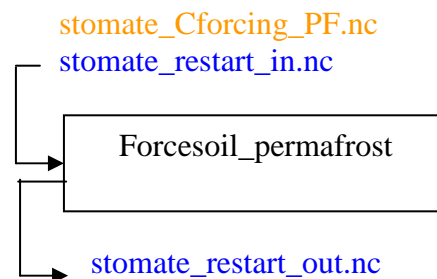 stomate_Cforcing_PF.nc
stomate_restart_in.nc
Forcesoil_permafrost
stomate_restart_out.nc